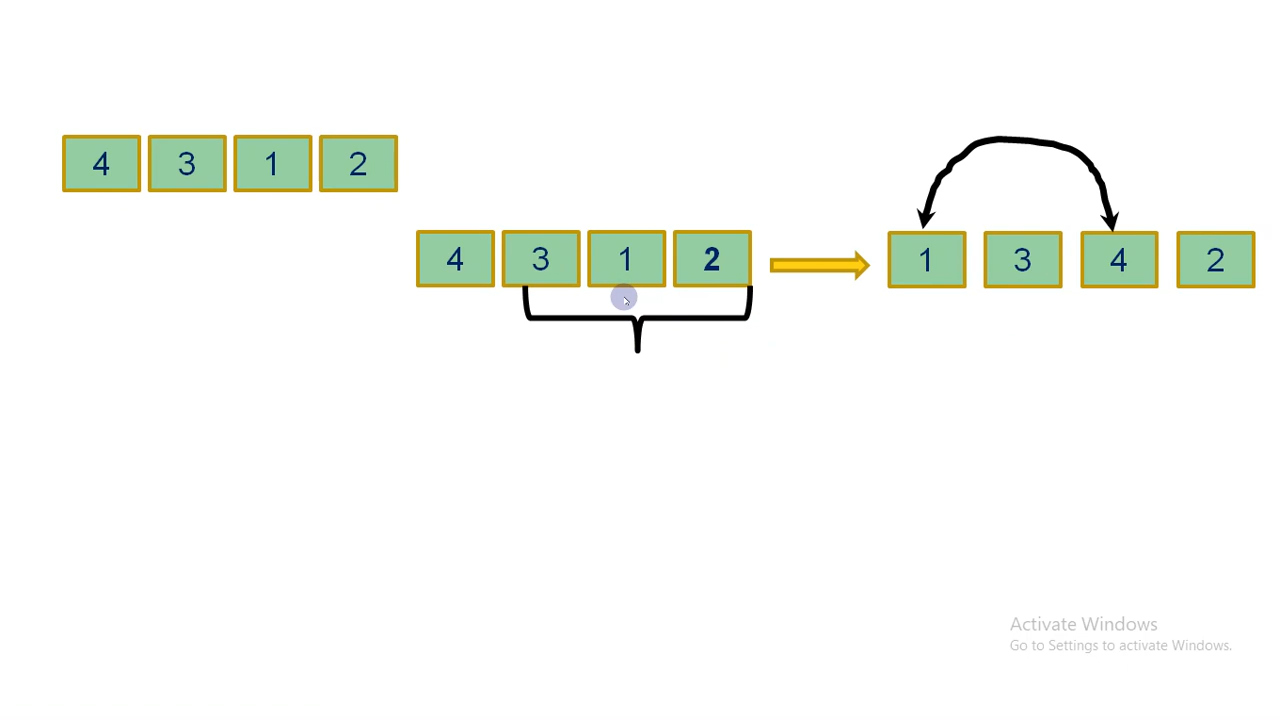 4 3 1 2
4 3 1 2 1 3 4 2
Activate Windows
Go to Settings to activate Windows.